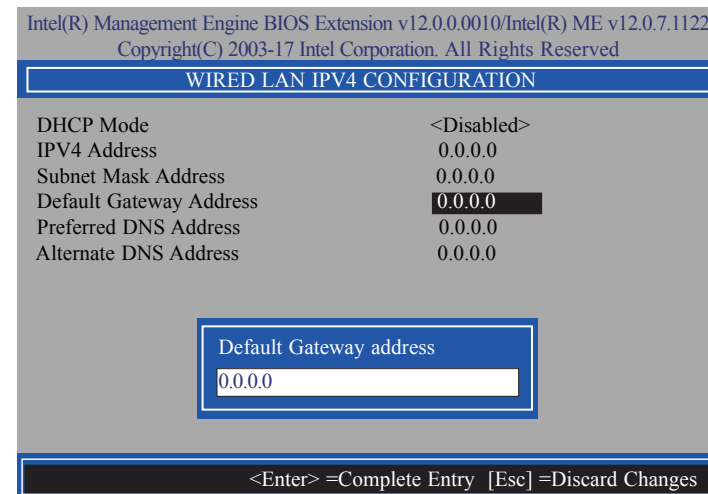 Intel(R) Management Engine BIOS Extension v12.0.0.0010/Intel(R) ME v12.0.7.1122
Copyright(C) 2003-17 Intel Corporation. All Rights Reserved
WIRED LAN IPV4 CONFIGURATION
DHCP Mode <Disabled>
IPV4 Address 0.0.0.0
Subnet Mask Address 0.0.0.0
Default Gateway Address 0.0.0.0
Preferred DNS Address 0.0.0.0
Alternate DNS Address 0.0.0.0
Default Gateway address
0.0.0.0
<Enter> =Complete Entry [Esc] =Discard Changes